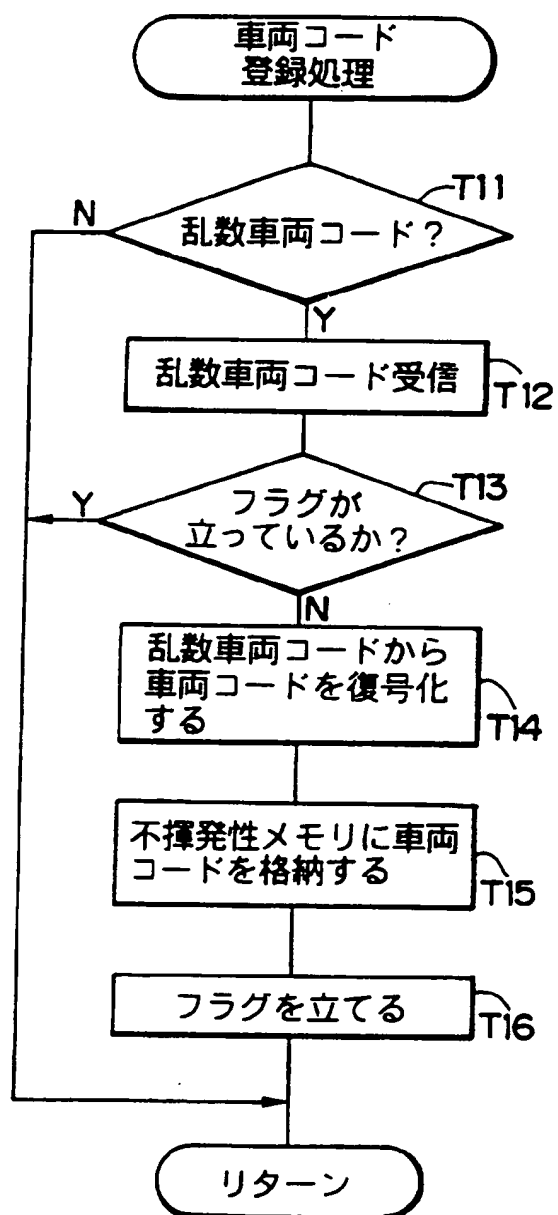 車両コード
登録処理
T11
N
乱数車両コード？
Y
乱数車両コード受信
T12
T13
Y
フラグが
立っているか？
N
乱数車両コードから
車両コードを復号化
する
T14
不揮発性メモリに車両
コードを格納する
T15
フラグを立てる
T16
リターン